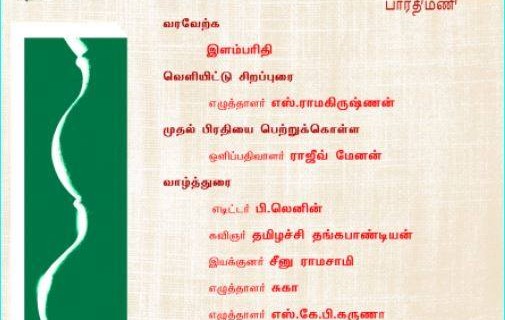 பாரதிமணி
வரவேற்க
இளம்பரிதி
வெளியிட்டு சிறப்புரை
எழுத்தாளர் எஸ்.ராமகிருஷ்ணன்
முதல் பிரதியை பெற்றுக்கொள்ள
ஒளிப்பதிவாளர் ராஜீவ் மேனன்
வாழ்த்துரை
எடிட்டர் பி.லெனின்
கவிஞர் தமிழச்சி தங்கபாண்டியன்
இயக்குனர் சீனு ராமசாமி
எழுத்தாளர் சுகா
எழுத்தாளர் எஸ்.கே.பி.கருணா